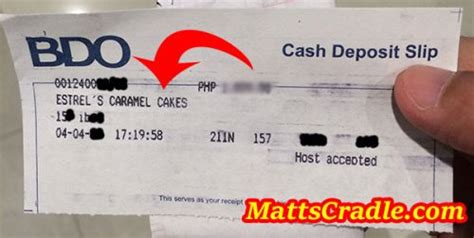 BDO
Cash Deposit Slip
0012400 PHP
ESTREL'S CARAMEL CAKES
04-04- 17:19:58 21IN 157
Host accepted
This serves as your receipt
MattsCradle.com